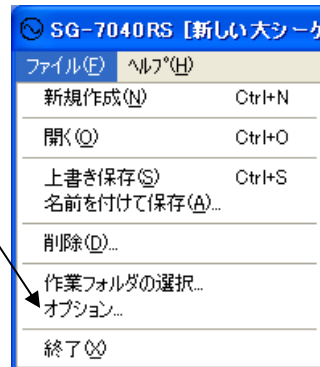 SG-7040RS [新しい大シーケ
ファイル(F) ヘルプ(H)
新規作成(N) Ctrl+N
開く(O) Ctrl+O
上書き保存(S) Ctrl+S
名前を付けて保存(A)...
削除(D)...
作業フォルダの選択...
オプション...
終了(X)